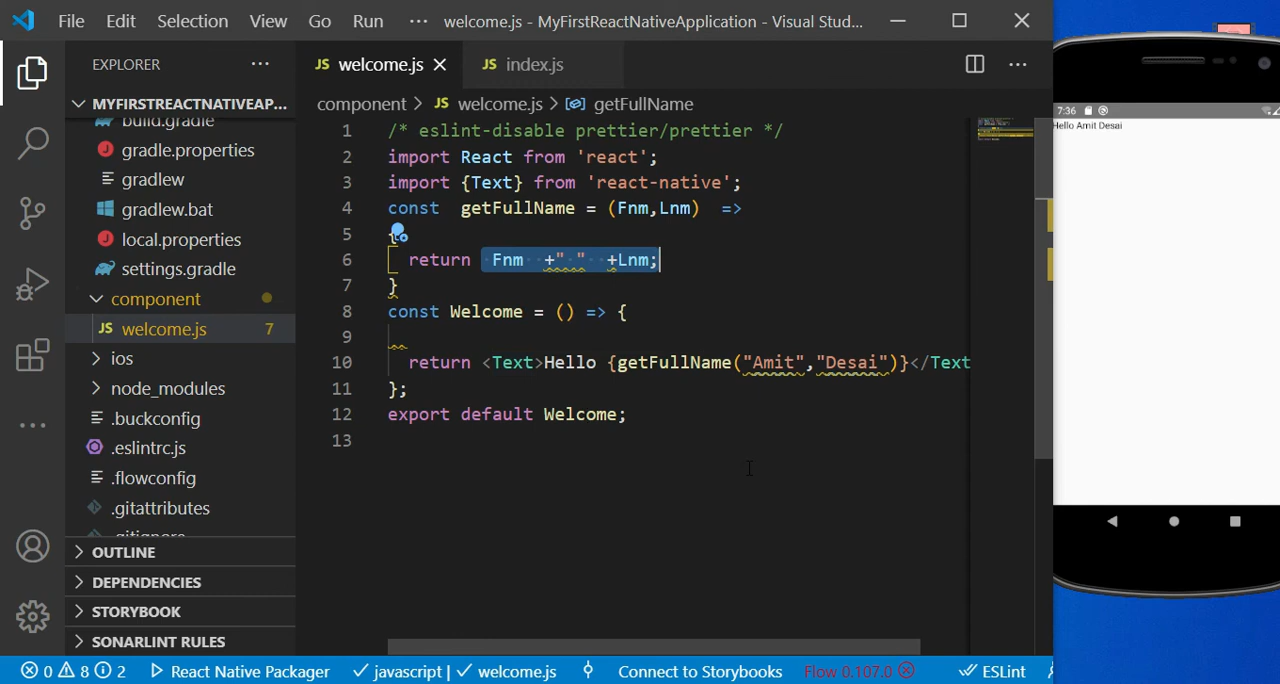 File Edit Selection View Go Run ··· welcome.js - MyFirstReactNativeApplication - Visual Stud...
EXPLORER ···
MYFIRSTREACTNATIVEAP...
build.gradle
gradle.properties
gradlew
gradlew.bat
local.properties
settings.gradle
component
JS welcome.js 7
ios
node_modules
.buckconfig
.eslintrc.js
.flowconfig
.gitattributes
.gitignore
OUTLINE
DEPENDENCIES
STORYBOOK
SONARLINT RULES
JS welcome.js JS index.js
component > JS welcome.js > getFullName
1 /* eslint-disable prettier/prettier */
2 import React from 'react';
3 import {Text} from 'react-native';
4 const getFullName = (Fnm,Lnm) =>
5 {
6 return Fnm +" " +Lnm;
7 }
8 const Welcome = () => {
9
10 return <Text>Hello {getFullName("Amit","Desai")}</Text
11 };
12 export default Welcome;
13
0 8 2 React Native Packager javascript | welcome.js Connect to Storybooks Flow 0.107.0 ESLint
7:36
Hello Amit Desai